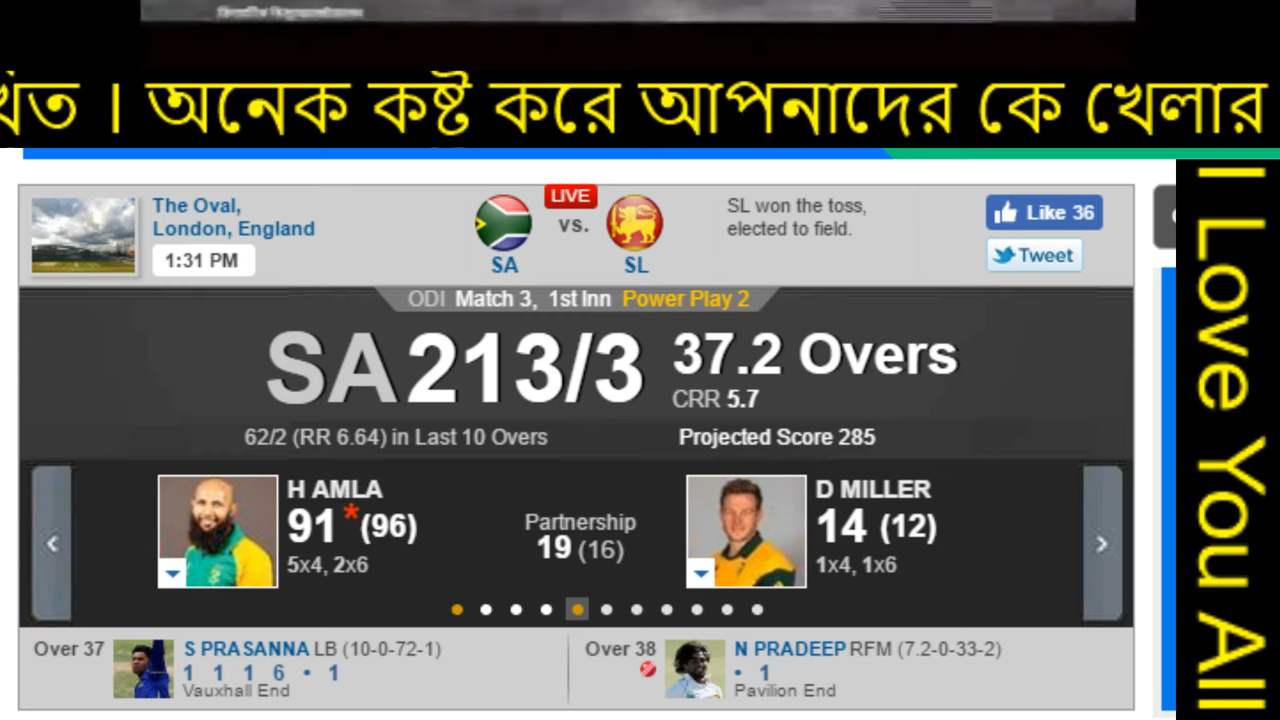 । অনেক কষ্ট করে আপনাদের কে খেলার
I Love You All
The Oval,
London, England
1:31 PM
LIVE
vs.
SA
SL
SL won the toss,
elected to field.
Like 36
Tweet
ODI Match 3, 1st Inn Power Play 2
SA 213/3
37.2 Overs
CRR 5.7
62/2 (RR 6.64) in Last 10 Overs
Projected Score 285
H AMLA
91*(96)
5x4, 2x6
Partnership
19 (16)
D MILLER
14 (12)
1x4, 1x6
Over 37
S PRASANNA LB (10-0-72-1)
1 1 1 6 • 1
Vauxhall End
Over 38
N PRADEEP RFM (7.2-0-33-2)
• 1
Pavilion End